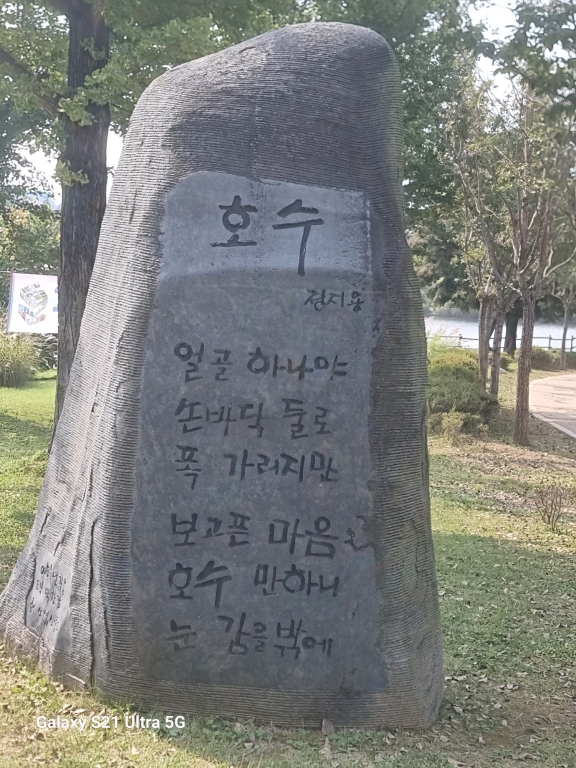 호수
정지용
얼골 하나야
손바닥 둘로
폭 가리지만
보고픈 마음
호수 만하니
눈 감을밖에
Galaxy S21 Ultra 5G